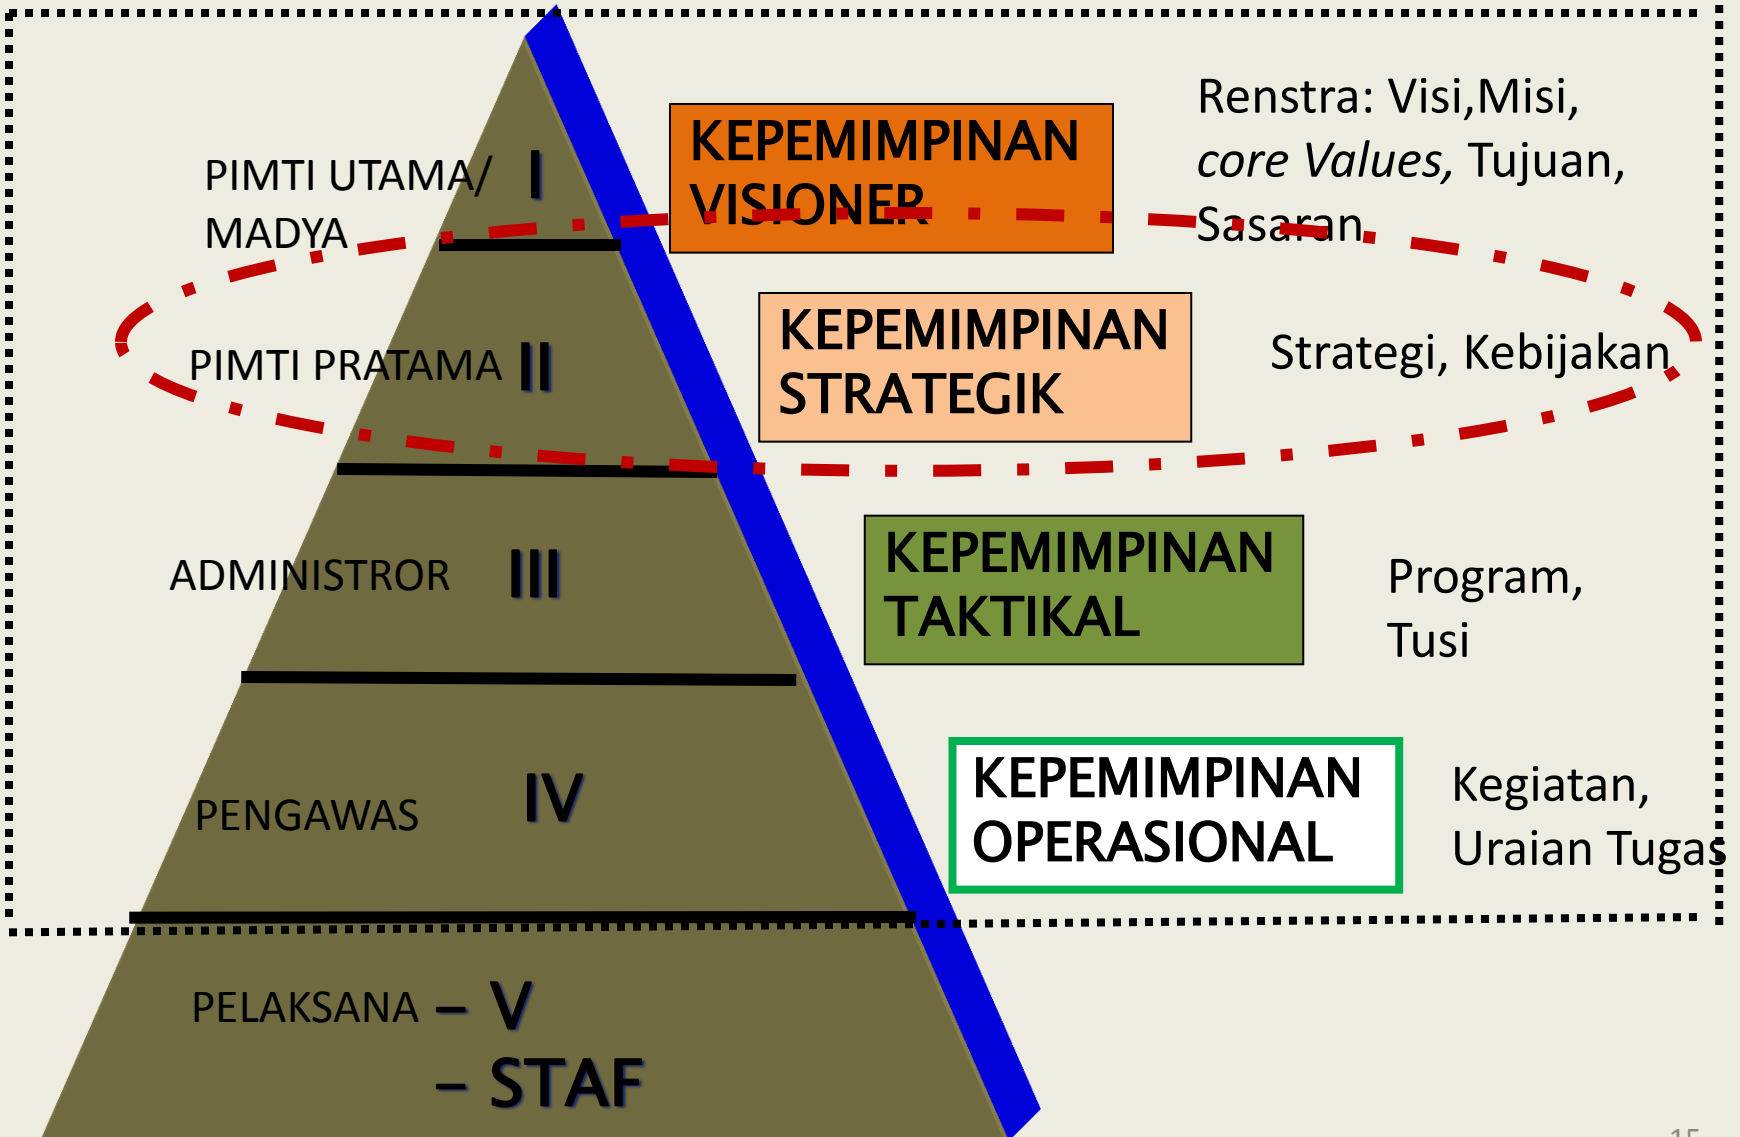 PIMTI UTAMA/
MADYA
I
KEPEMIMPINAN
VISIONER
Renstra: Visi,Misi,
core Values, Tujuan,
Sasaran
PIMTI PRATAMA
II
KEPEMIMPINAN
STRATEGIK
Strategi, Kebijakan
ADMINISTROR
III
KEPEMIMPINAN
TAKTIKAL
Program,
Tusi
PENGAWAS
IV
KEPEMIMPINAN
OPERASIONAL
Kegiatan,
Uraian Tugas
PELAKSANA
– V
– STAF
15